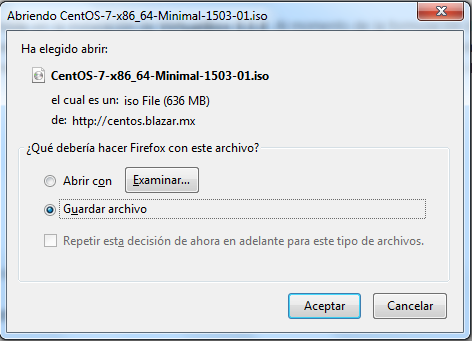 Abriendo CentOS-7-x86_64-Minimal-1503-01.iso
Ha elegido abrir:
CentOS-7-x86_64-Minimal-1503-01.iso
el cual es un: iso File (636 MB)
de: http://centos.blazar.mx
¿Qué debería hacer Firefox con este archivo?
Abrir con Examinar...
Guardar archivo
Repetir esta decisión de ahora en adelante para este tipo de archivos.
Aceptar Cancelar